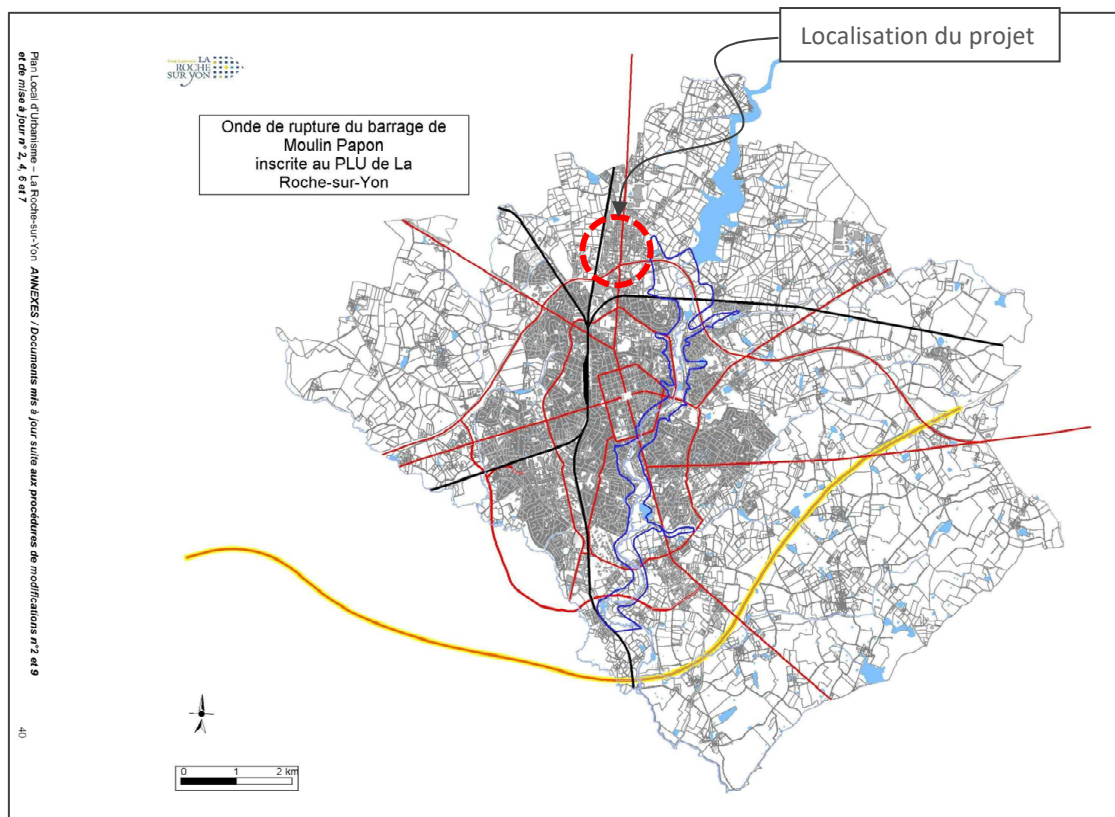 Localisation du projet
LA
ROCHE
SUR YON
Onde de rupture du barrage de
Moulin Papon
inscrite au PLU de La
Roche-sur-Yon
Plan Local d'Urbanisme – La Roche-sur-Yon ANNEXES / Documents mis à jour suite aux procédures de modifications n°2 et 9
et de mise à jour n° 2, 4, 6 et 7
40
0 1 2 km